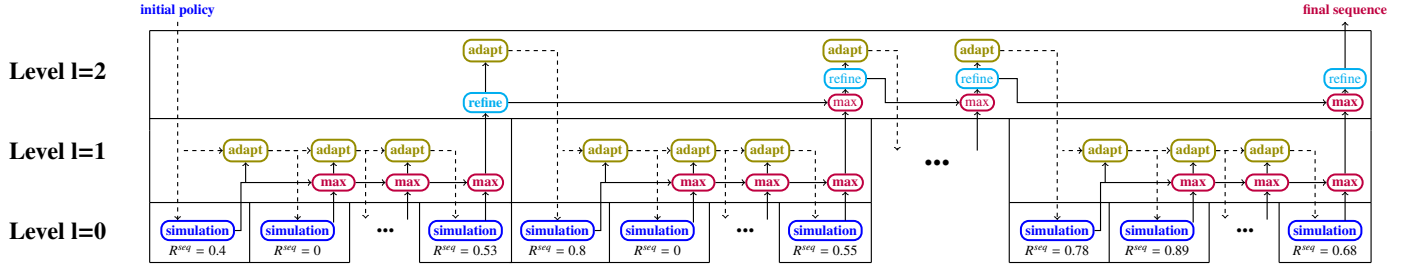 initial policy final sequence
Level l=2
adapt adapt adapt
refine refine refine
refine max max max
Level l=1
adapt adapt adapt adapt adapt adapt ... adapt adapt adapt
max max max max max max max max max
Level l=0
simulation simulation ... simulation simulation simulation ... simulation simulation simulation ... simulation
R^seq = 0.4 R^seq = 0 R^seq = 0.53 R^seq = 0.8 R^seq = 0 R^seq = 0.55 R^seq = 0.78 R^seq = 0.89 R^seq = 0.68